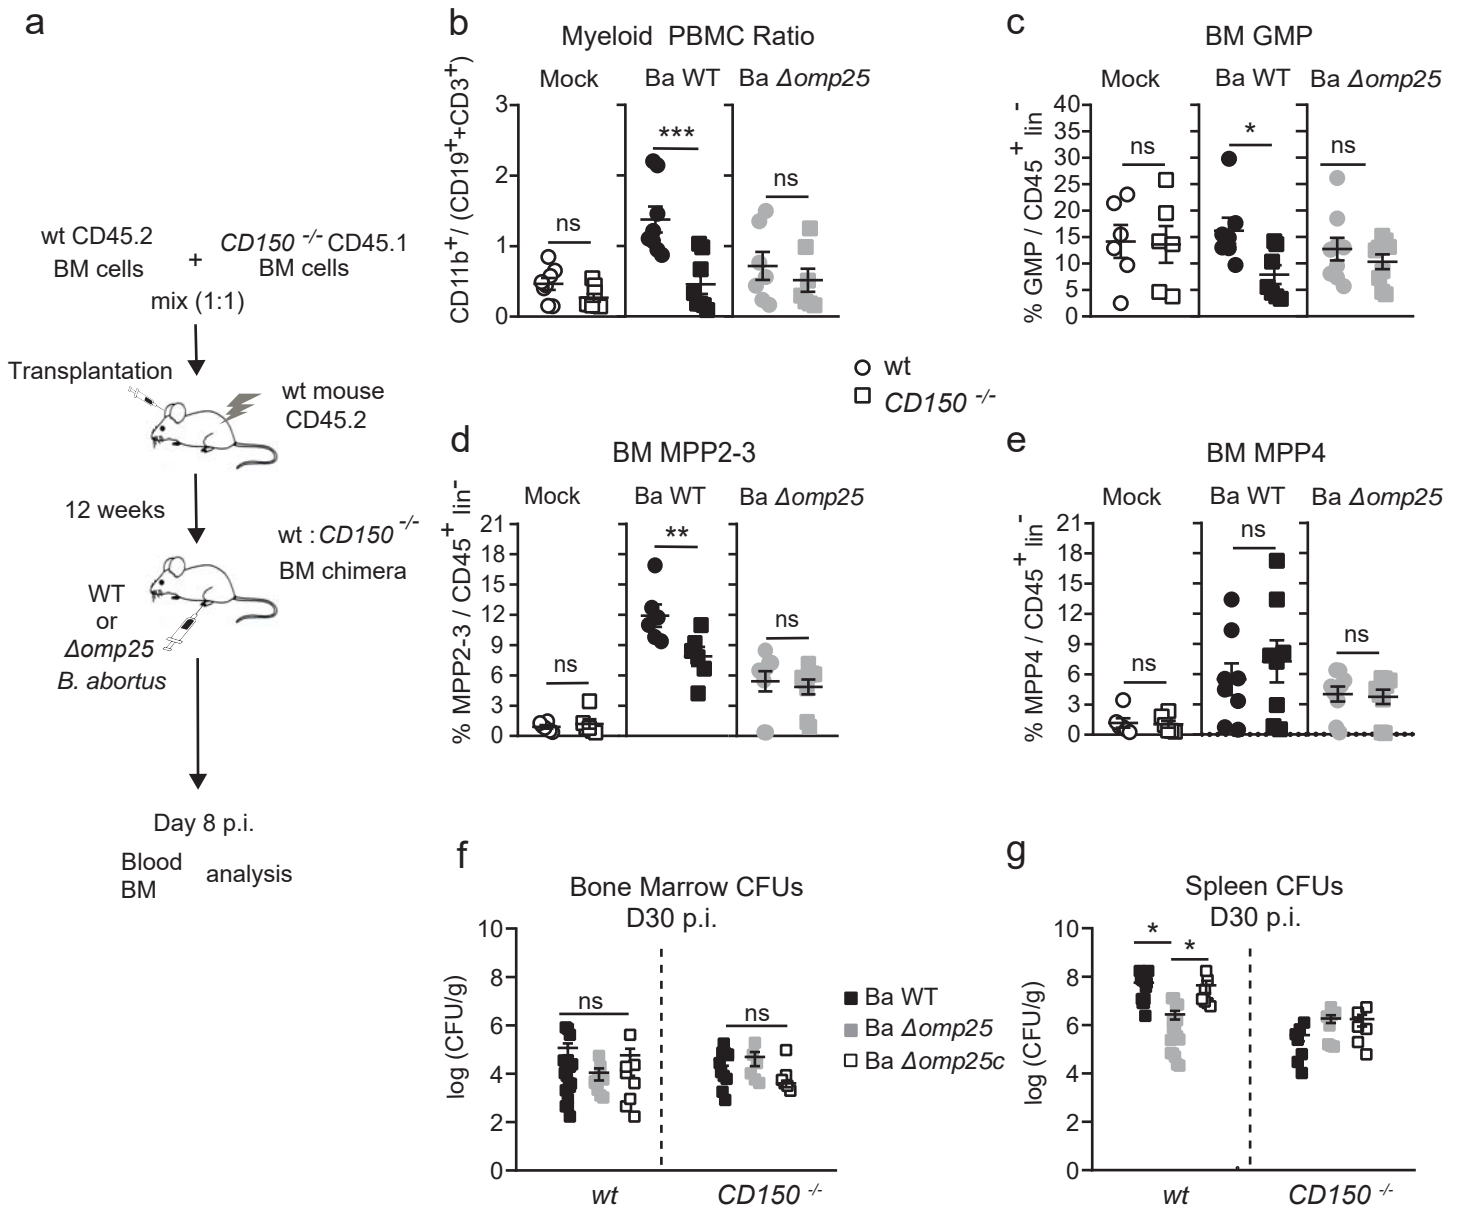 a
wt CD45.2
BM cells
+
CD150 -/- CD45.1
BM cells
mix (1:1)
Transplantation
wt mouse
CD45.2
12 weeks
wt : CD150 -/-
BM chimera
WT
or
Δomp25
B. abortus
Day 8 p.i.
Blood
BM
analysis
b
Myeloid PBMC Ratio
Mock
Ba WT
Ba Δomp25
CD11b+/ (CD19++CD3+)
3
2
1
0
ns
***
ns
c
BM GMP
Mock
Ba WT
Ba Δomp25
% GMP / CD45+ lin-
40
35
30
25
20
15
10
5
0
ns
*
ns
wt
CD150 -/-
d
BM MPP2-3
Mock
Ba WT
Ba Δomp25
% MPP2-3 / CD45+ lin-
21
18
15
12
9
6
3
0
ns
**
ns
e
BM MPP4
Mock
Ba WT
Ba Δomp25
% MPP4 / CD45+ lin-
21
18
15
12
9
6
3
0
ns
ns
ns
f
Bone Marrow CFUs
D30 p.i.
log (CFU/g)
10
8
6
4
2
0
ns
ns
wt
CD150 -/-
Ba WT
Ba Δomp25
Ba Δomp25c
g
Spleen CFUs
D30 p.i.
log (CFU/g)
10
8
6
4
2
0
*
*
wt
CD150 -/-